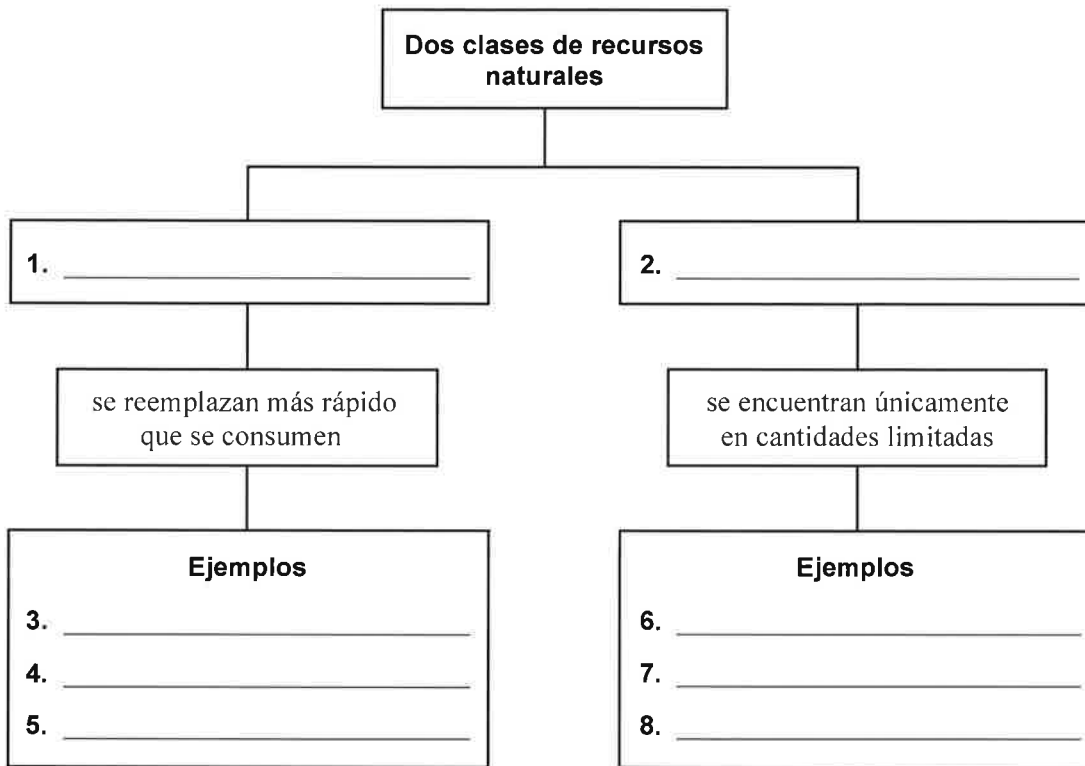 Dos clases de recursos
naturales
1.
2.
se reemplazan más rápido
que se consumen
se encuentran únicamente
en cantidades limitadas
Ejemplos
3.
4.
5.
Ejemplos
6.
7.
8.